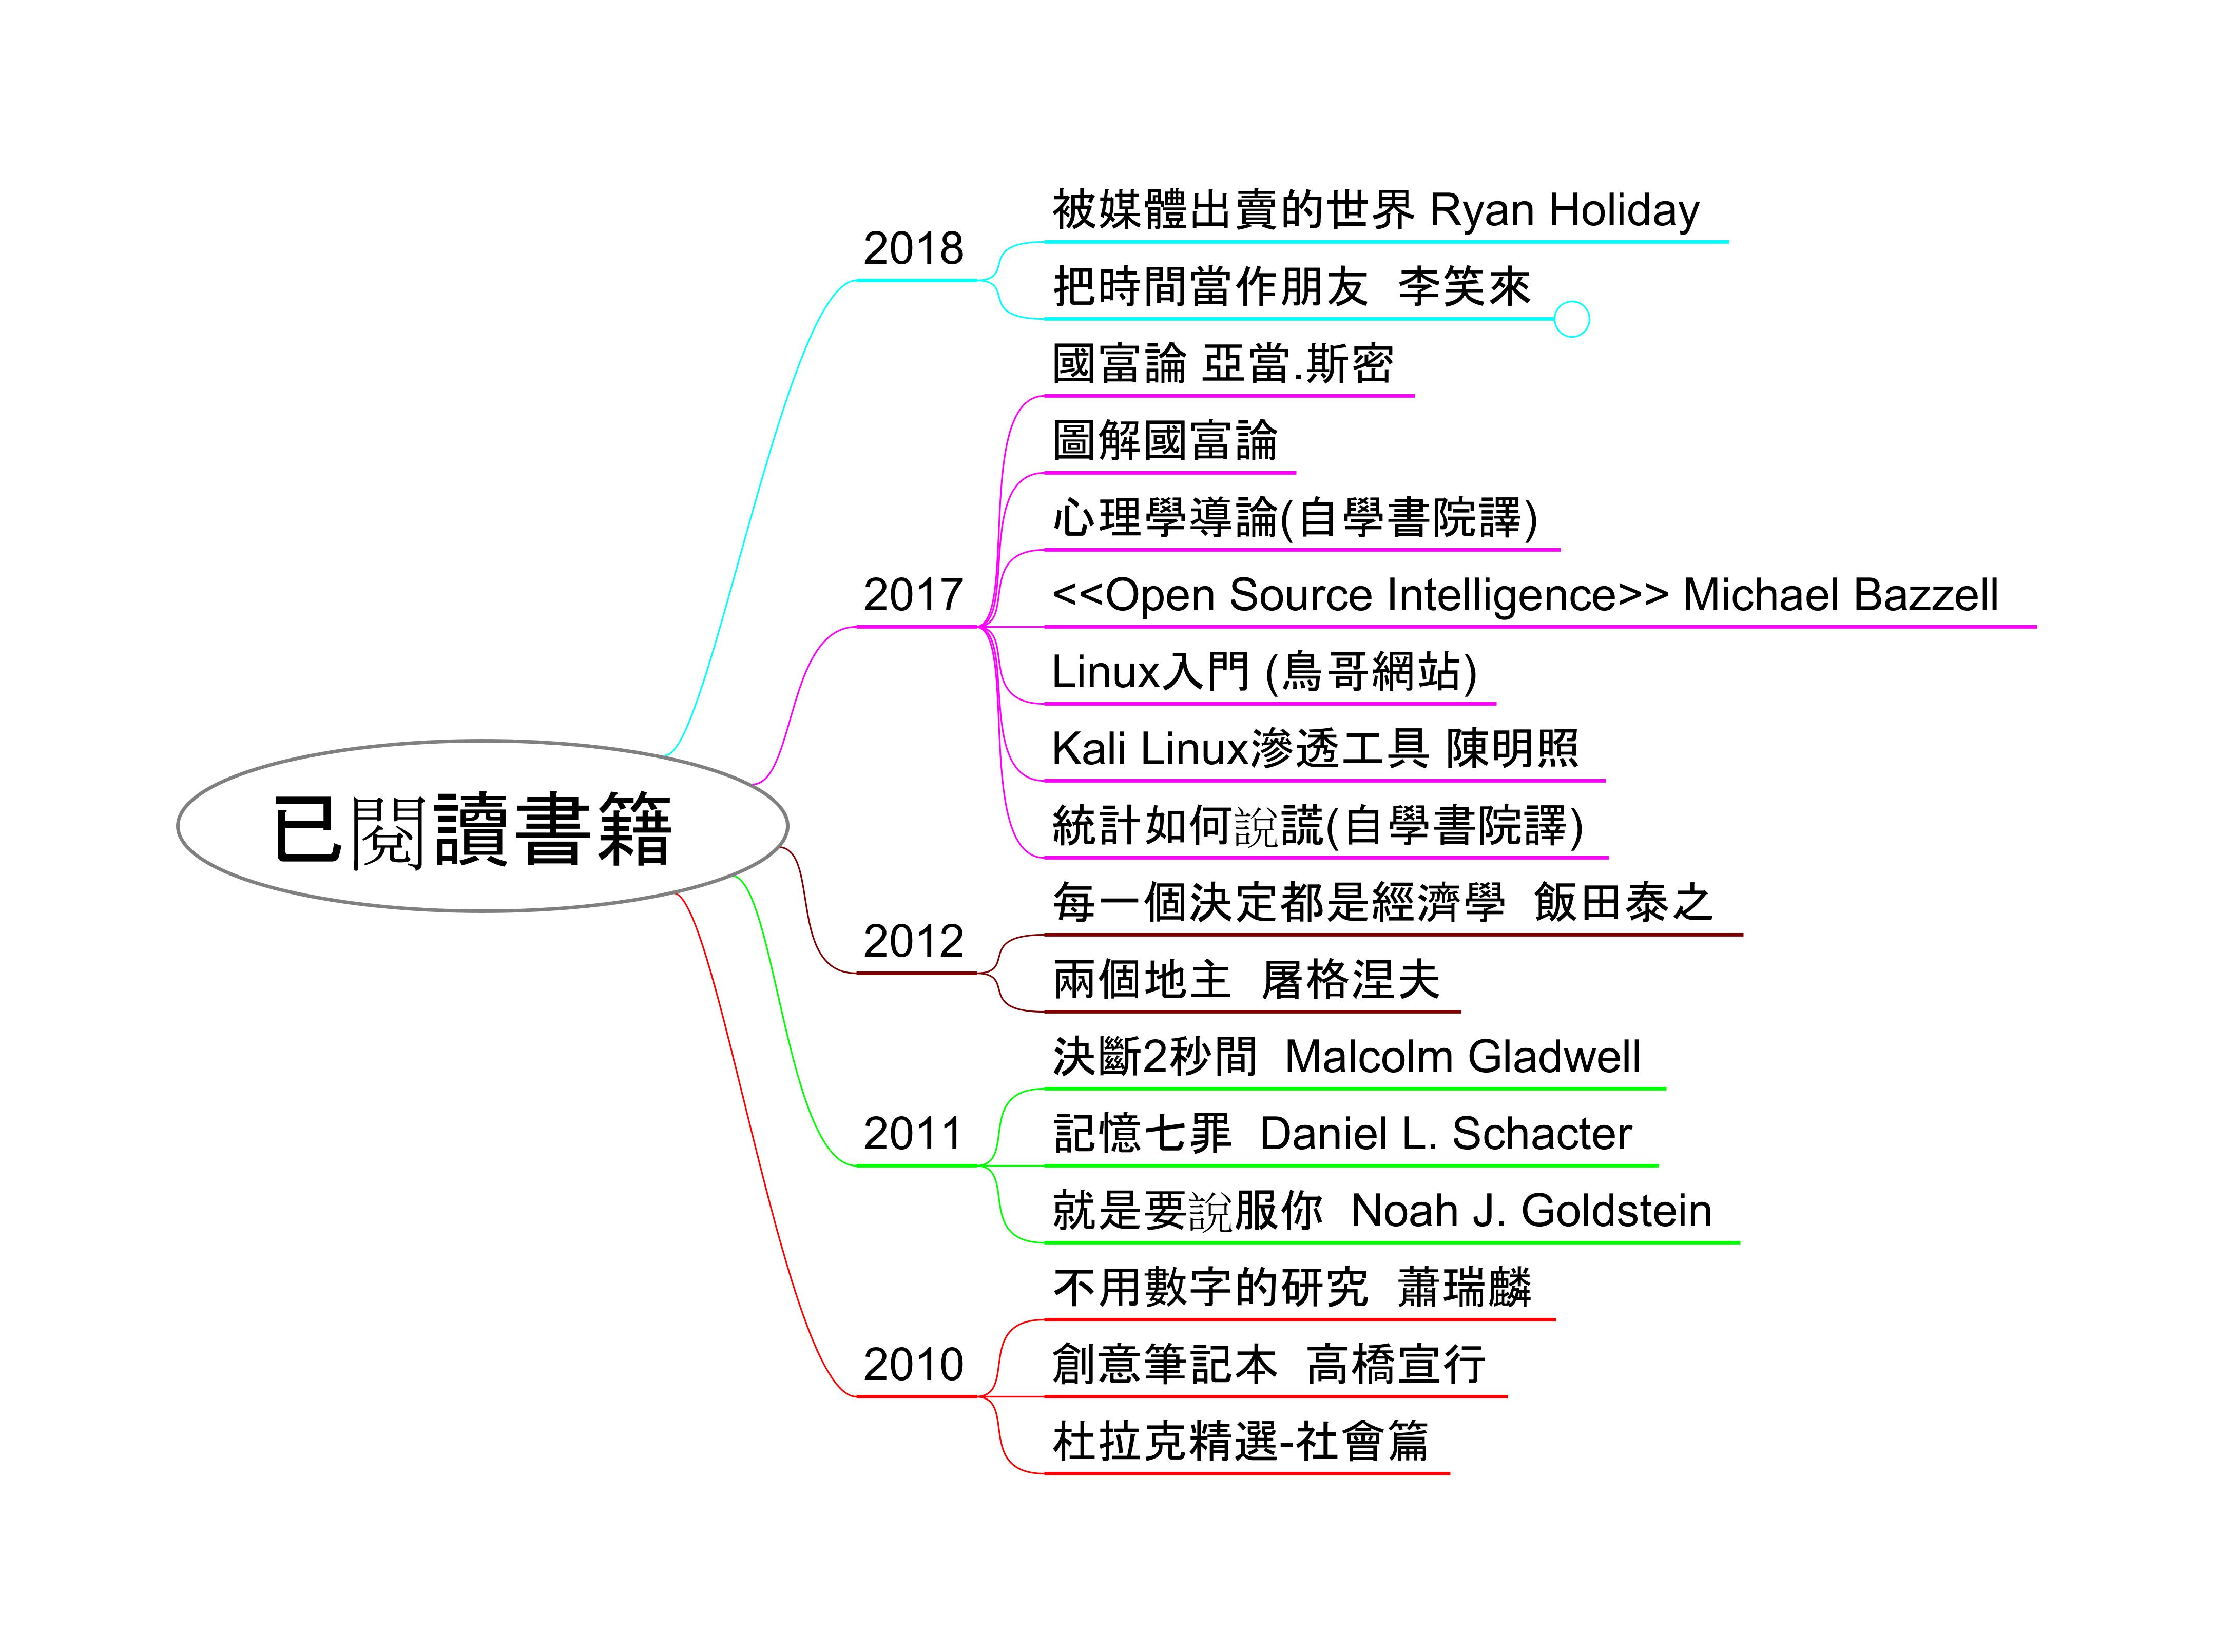 已閱讀書籍
2018
被媒體出賣的世界 Ryan Holiday
把時間當作朋友  李笑來
2017
國富論 亞當.斯密
圖解國富論
心理學導論(自學書院譯)
<<Open Source Intelligence>> Michael Bazzell
Linux入門 (鳥哥網站)
Kali Linux滲透工具 陳明照
統計如何說謊(自學書院譯)
2012
每一個決定都是經濟學  飯田泰之
兩個地主  屠格涅夫
2011
決斷2秒間  Malcolm Gladwell
記憶七罪  Daniel L. Schacter
就是要說服你  Noah J. Goldstein
2010
不用數字的研究  蕭瑞麟
創意筆記本  高橋宣行
杜拉克精選-社會篇